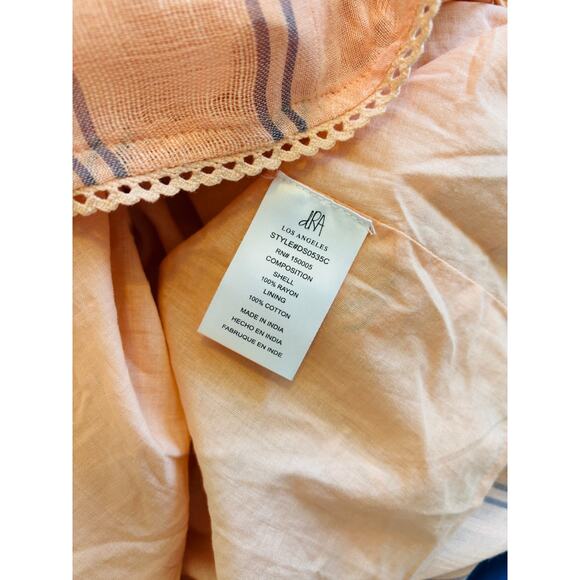 dRA
LOS ANGELES
STYLE#DS0535C
RN# 150005
COMPOSITION
SHELL
100% RAYON
LINING
100% COTTON
MADE IN INDIA
HECHO EN INDIA
FABRUQUE EN INDE